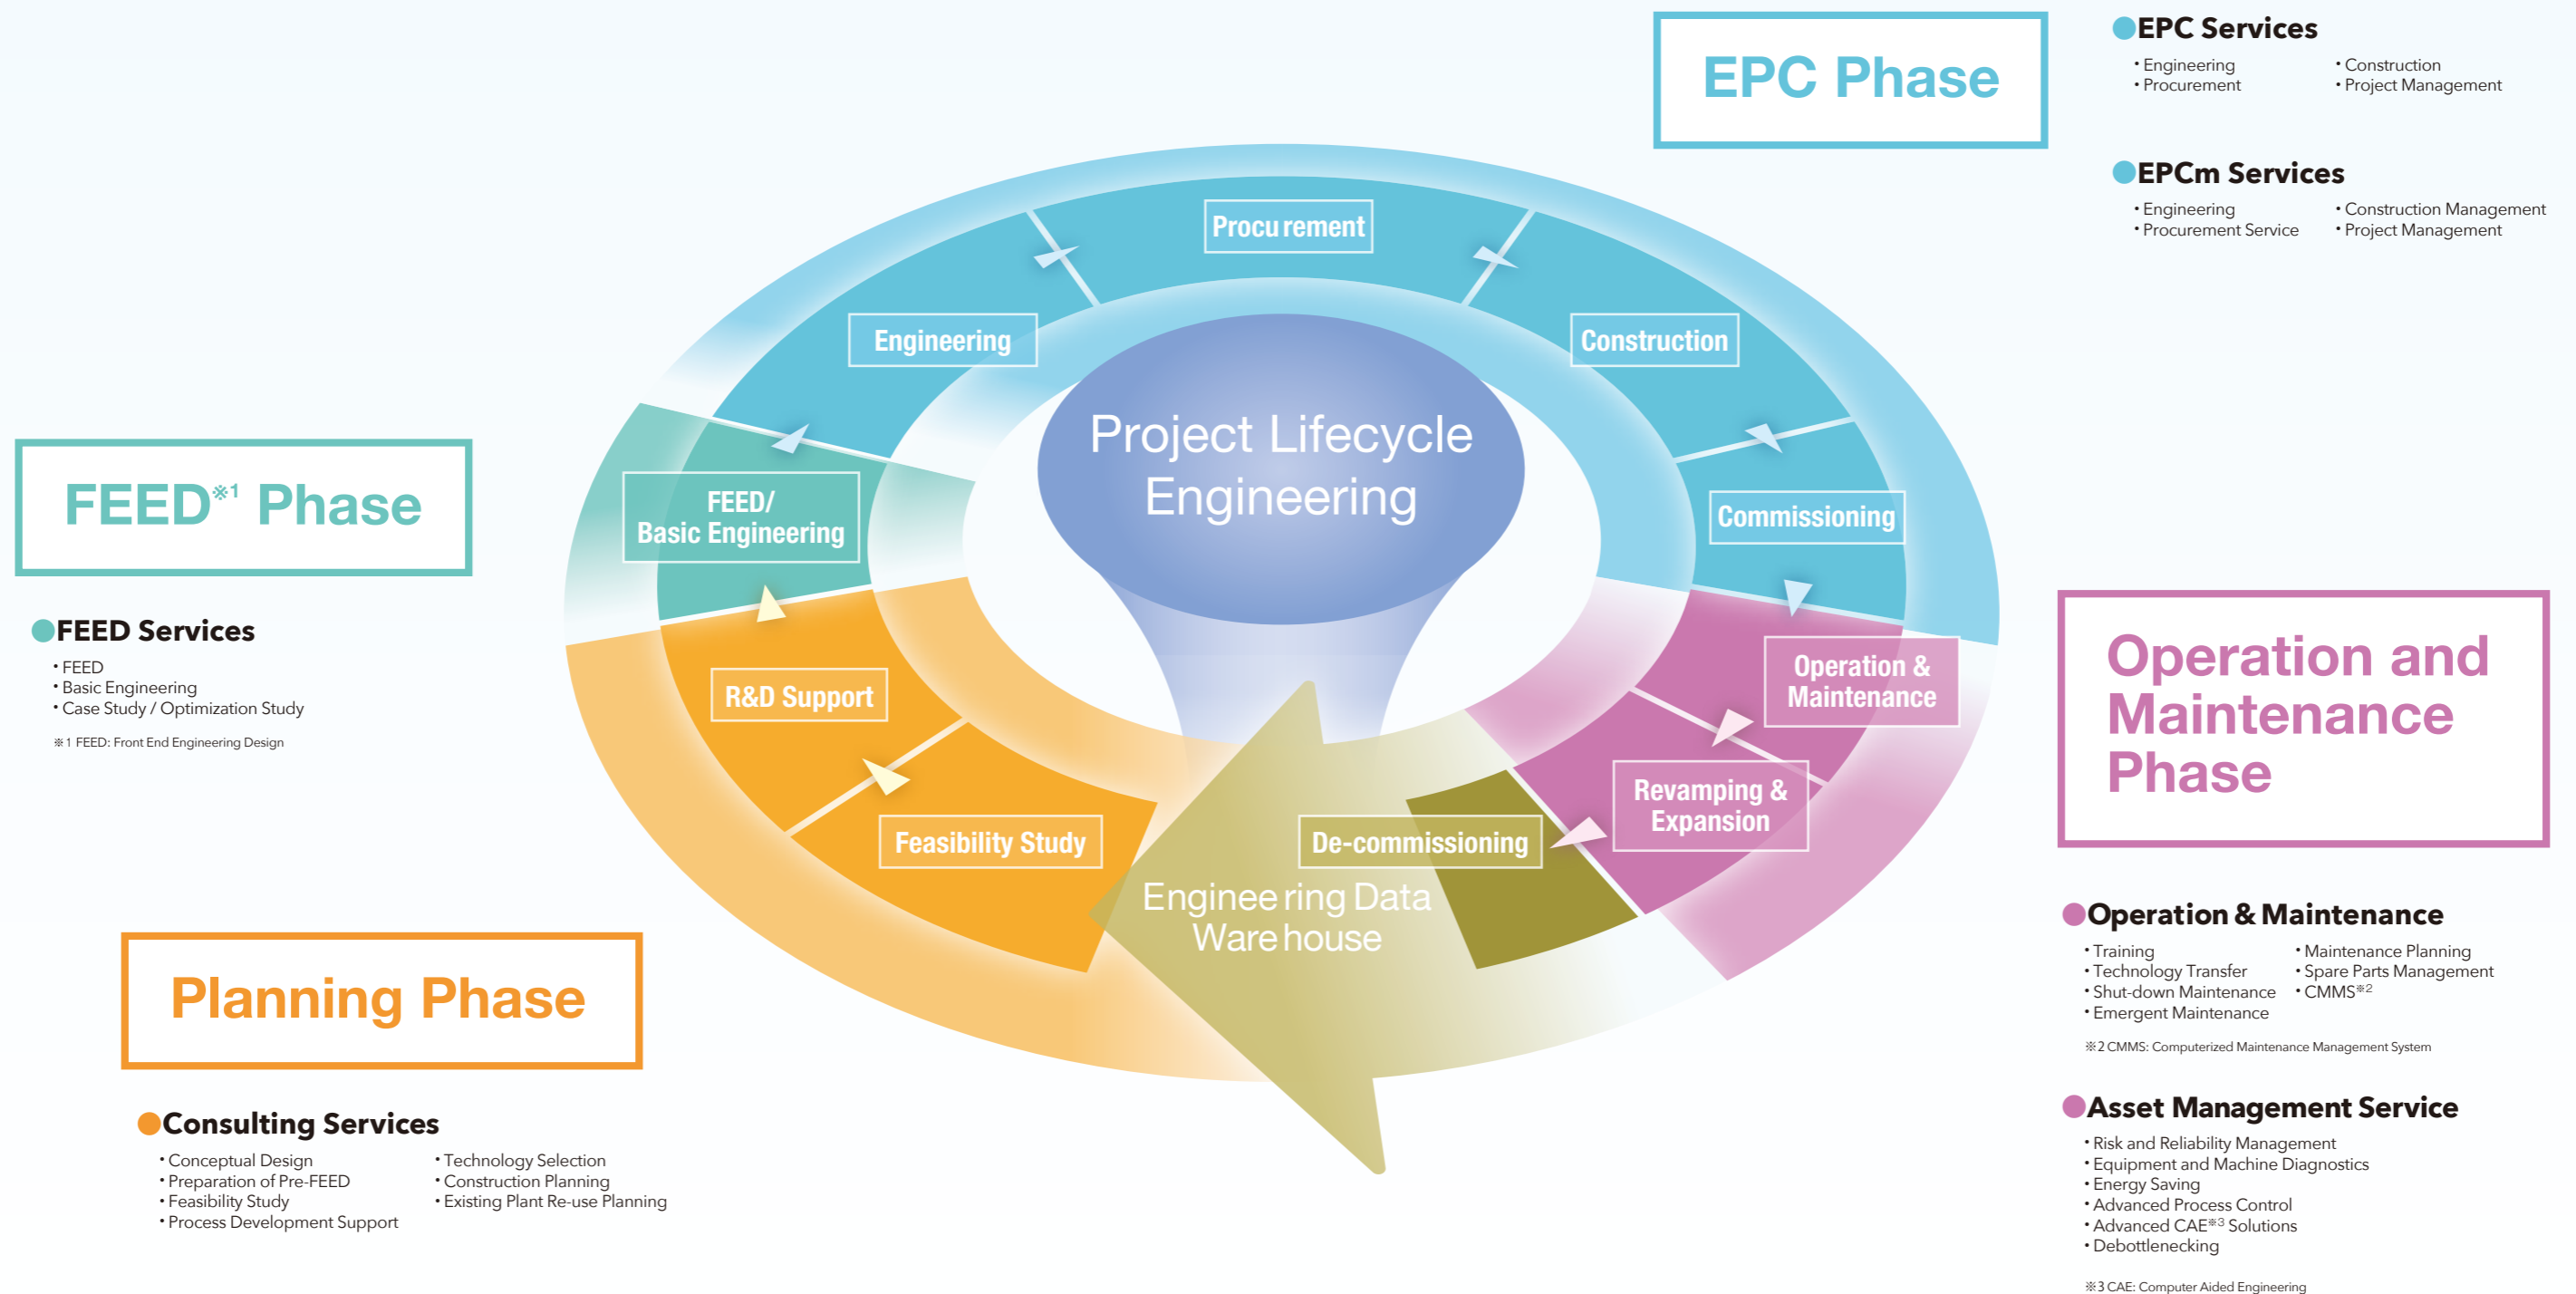 EPC Phase
●EPC Services
・Engineering
・Procurement
・Construction
・Project Management
●EPCm Services
・Engineering
・Procurement Service
・Construction Management
・Project Management
Procurement
Engineering
Construction
Project Lifecycle
Engineering
FEED※1 Phase
FEED/
Basic Engineering
Commissioning
●FEED Services
・FEED
・Basic Engineering
・Case Study / Optimization Study
※1 FEED: Front End Engineering Design
R&D Support
Operation &
Maintenance
Operation and
Maintenance
Phase
Revamping &
Expansion
Feasibility Study
De-commissioning
Engineering Data
Warehouse
Planning Phase
●Consulting Services
・Conceptual Design
・Preparation of Pre-FEED
・Feasibility Study
・Process Development Support
・Technology Selection
・Construction Planning
・Existing Plant Re-use Planning
●Operation & Maintenance
・Training
・Technology Transfer
・Shut-down Maintenance
・Emergent Maintenance
・Maintenance Planning
・Spare Parts Management
・CMMS※2
※2 CMMS: Computerized Maintenance Management System
●Asset Management Service
・Risk and Reliability Management
・Equipment and Machine Diagnostics
・Energy Saving
・Advanced Process Control
・Advanced CAE※3 Solutions
・Debottlenecking
※3 CAE: Computer Aided Engineering